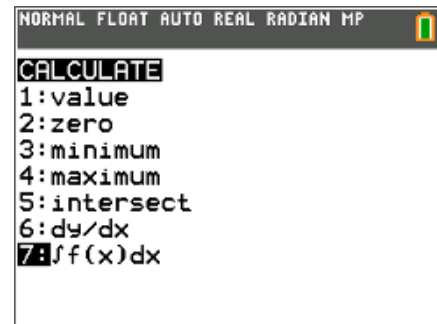 NORMAL FLOAT AUTO REAL RADIAN MP
CALCULATE
1:value
2:zero
3:minimum
4:maximum
5:intersect
6:dy/dx
7:∫f(x)dx